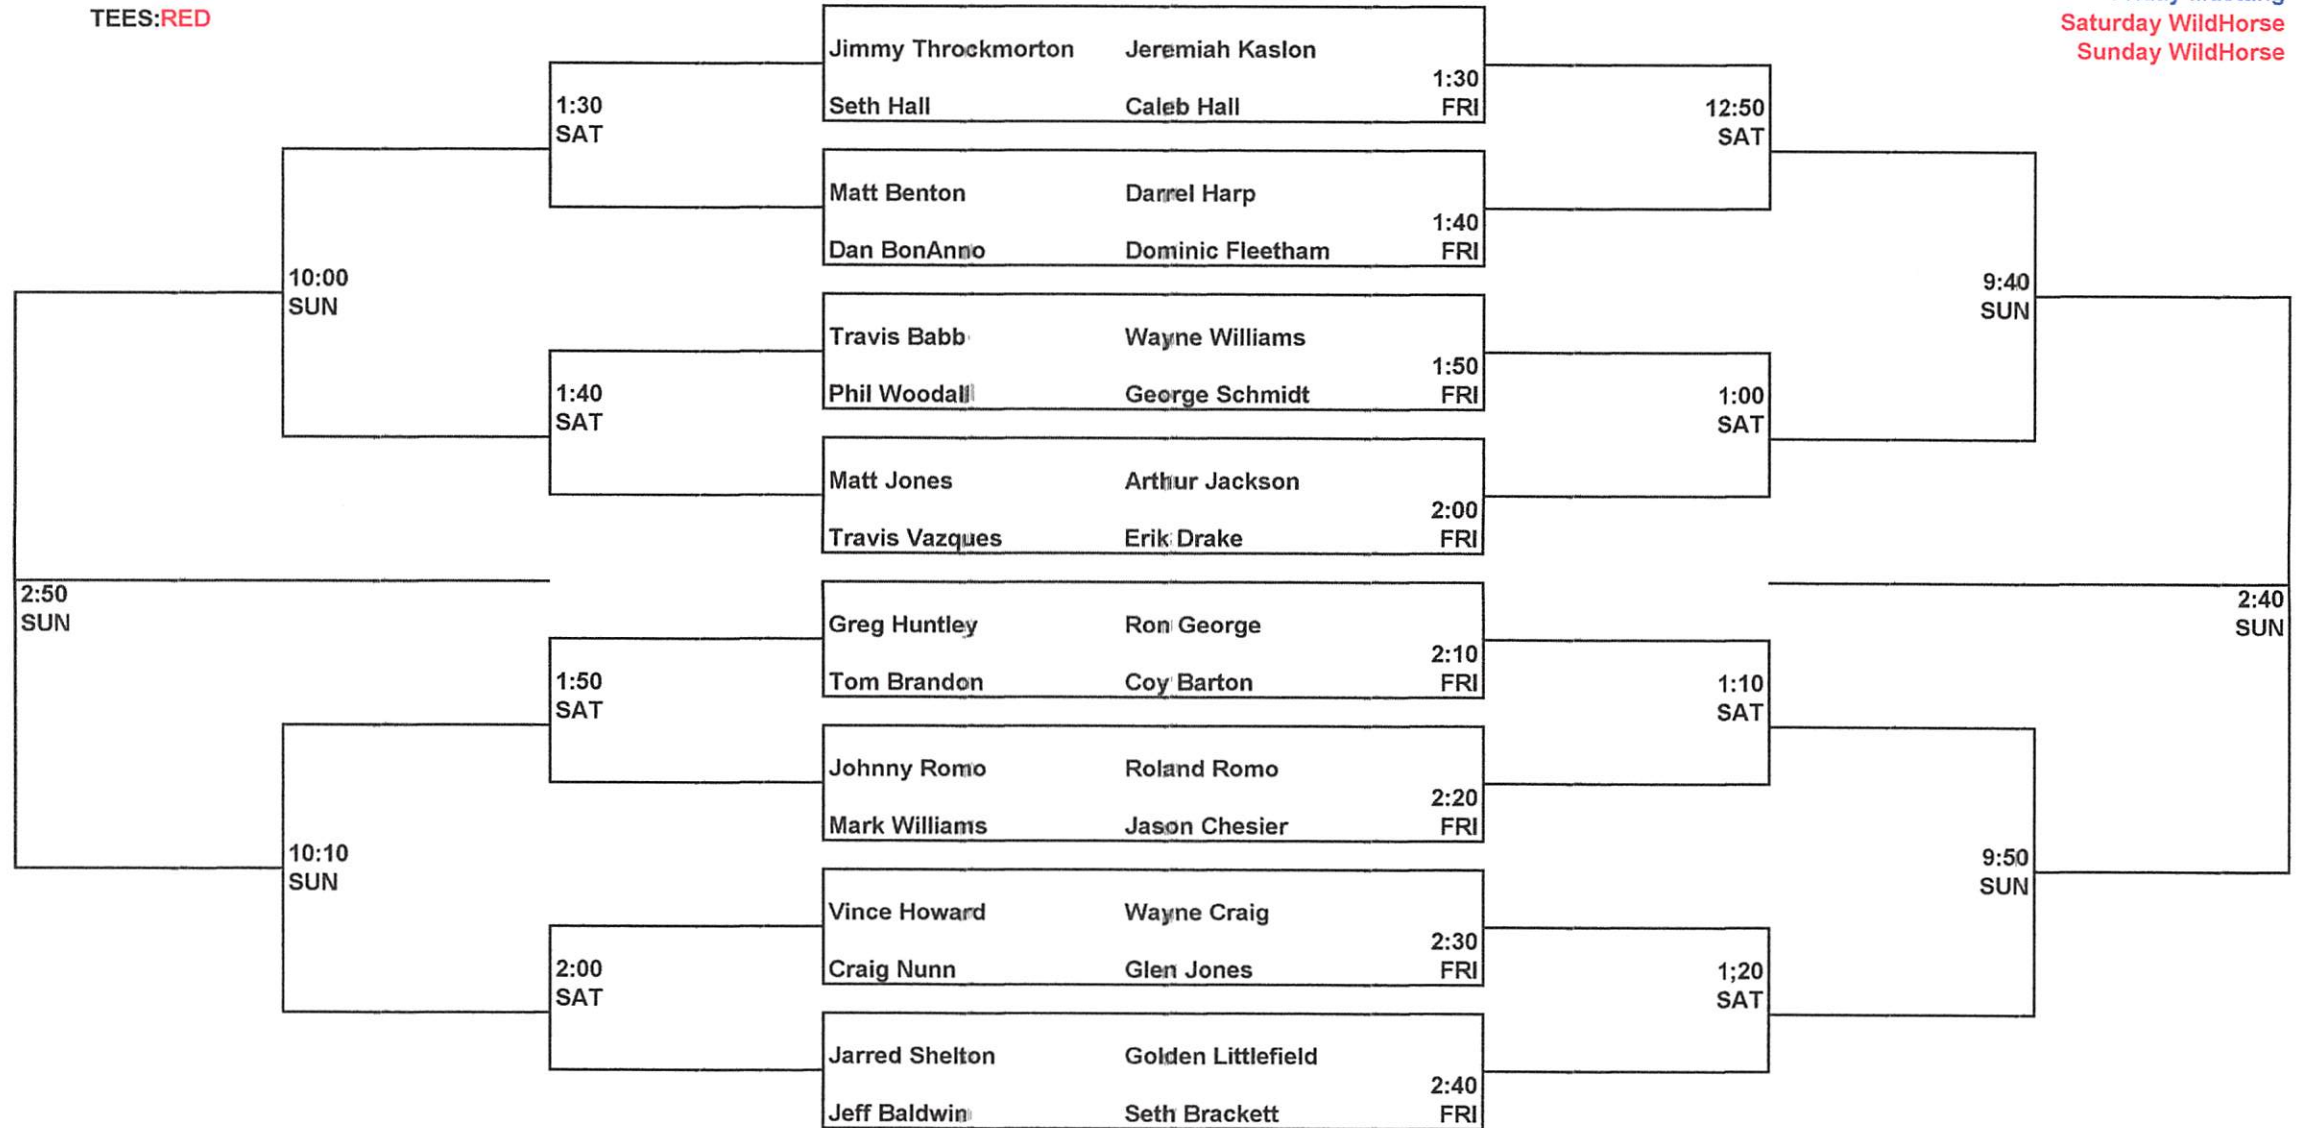 TEES:RED
Saturday WildHorse
Sunday WildHorse
Jimmy Throckmorton Jeremiah Kaslon
1:30
Seth Hall Caleb Hall FRI
1:30
SAT
12:50
SAT
Matt Benton Darrel Harp
1:40
Dan BonAnno Dominic Fleetham FRI
10:00
SUN
9:40
SUN
Travis Babb Wayne Williams
1:50
Phil Woodall George Schmidt FRI
1:40
SAT
1:00
SAT
Matt Jones Arthur Jackson
2:00
Travis Vazques Erik Drake FRI
2:50
SUN
2:40
SUN
Greg Huntley Ron George
2:10
Tom Brandon Coy Barton FRI
1:50
SAT
1:10
SAT
Johnny Romo Roland Romo
2:20
Mark Williams Jason Chesier FRI
10:10
SUN
9:50
SUN
Vince Howard Wayne Craig
2:30
Craig Nunn Glen Jones FRI
2:00
SAT
1;20
SAT
Jarred Shelton Golden Littlefield
2:40
Jeff Baldwin Seth Brackett FRI